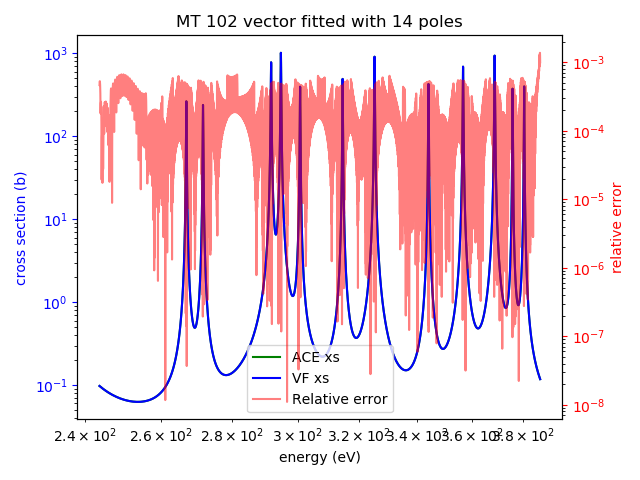 MT 102 vector fitted with 14 poles
cross section (b)
10³
10²
10¹
10⁰
10⁻¹
10⁻³
10⁻⁴
10⁻⁵
10⁻⁶
10⁻⁷
10⁻⁸
relative error
ACE xs
VF xs
Relative error
2.4 × 10² 2.6 × 10² 2.8 × 10² 3 × 10² 3.2 × 10² 3.4 × 10² 3.6 × 10² 3.8 × 10²
energy (eV)